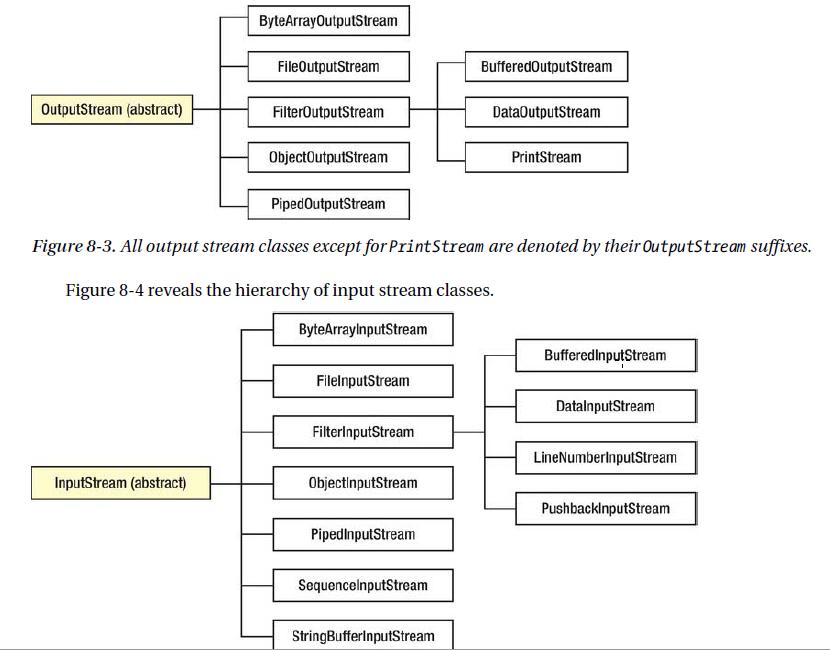 ByteArrayOutputStream
FileOutputStream
BufferedOutputStream
OutputStream (abstract)
FilterOutputStream
DataOutputStream
ObjectOutputStream
PrintStream
PipedOutputStream
Figure 8-3. All output stream classes except for PrintStream are denoted by their OutputStream suffixes.
Figure 8-4 reveals the hierarchy of input stream classes.
ByteArrayInputStream
BufferedInputStream
FileInputStream
DataInputStream
FilterInputStream
LineNumberInputStream
InputStream (abstract)
ObjectInputStream
PushbackInputStream
PipedInputStream
SequenceInputStream
StringBufferInputStream